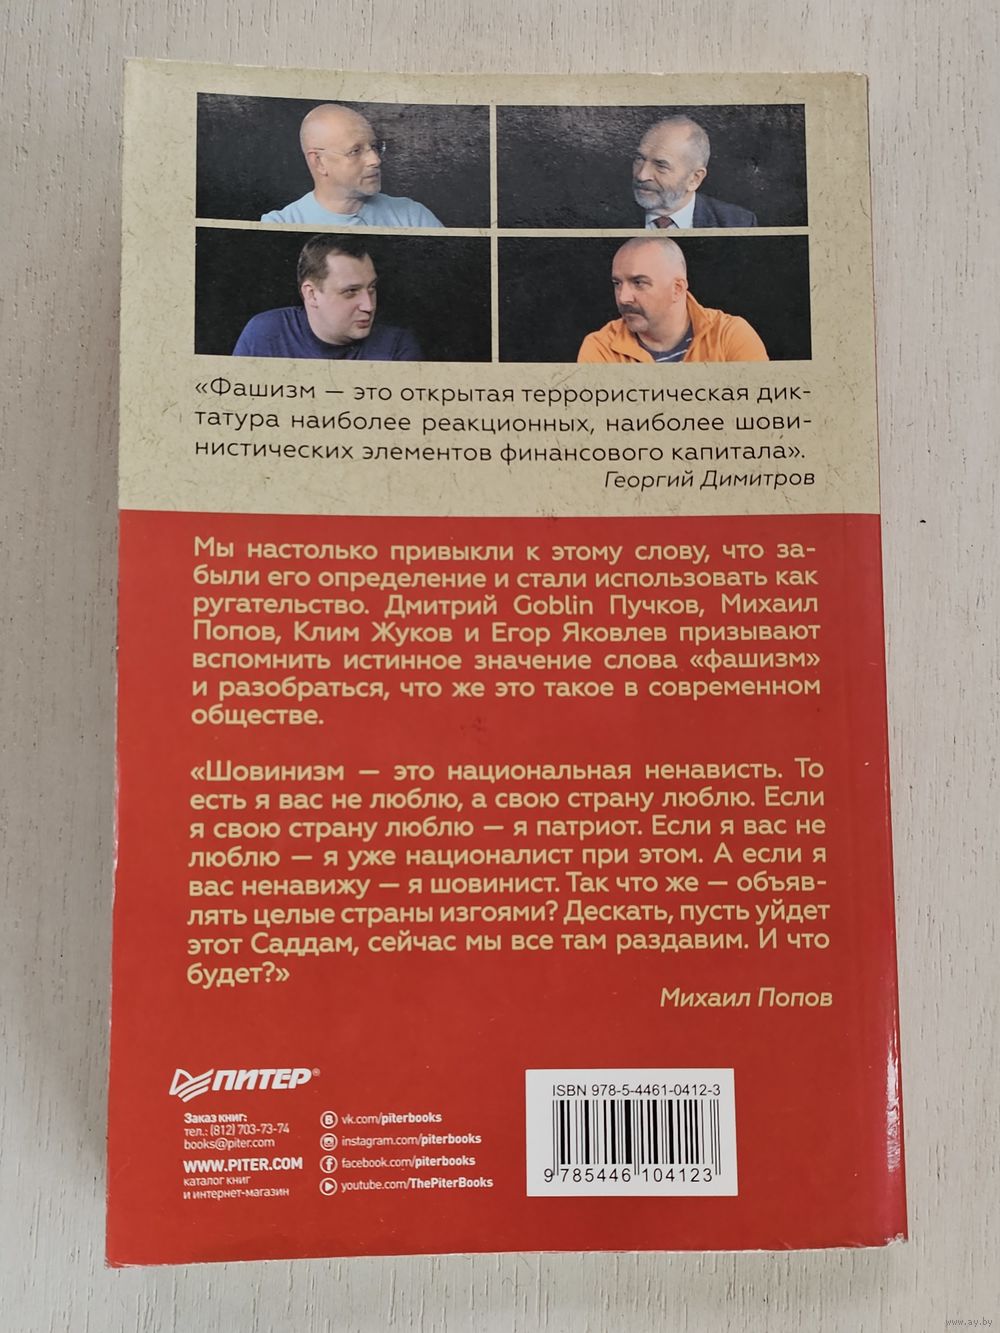 «Фашизм — это открытая террористическая дик-
татура наиболее реакционных, наиболее шови-
нистических элементов финансового капитала».
Георгий Димитров
Мы настолько привыкли к этому слову, что за-
были его определение и стали использовать как
ругательство. Дмитрий Goblin Пучков, Михаил
Попов, Клим Жуков и Егор Яковлев призывают
вспомнить истинное значение слова «фашизм»
и разобраться, что же это такое в современном
обществе.
«Шовинизм — это национальная ненависть. То
есть я вас не люблю, а свою страну люблю. Если
я свою страну люблю — я патриот. Если я вас не
люблю — я уже националист при этом. А если я
вас ненавижу — я шовинист. Так что же — объяв-
лять целые страны изгоями? Дескать, пусть уйдет
этот Саддам, сейчас мы все там раздавим. И что
будет?»
Михаил Попов
ПИТЕР®
Заказ книг:
тел.: (812) 703-73-74
books@piter.com
WWW.PITER.COM
каталог книг
и интернет-магазин
vk.com/piterbooks
instagram.com/piterbooks
facebook.com/piterbooks
youtube.com/ThePiterBooks
ISBN 978-5-4461-0412-3
9 785446 104123
www.ay.by